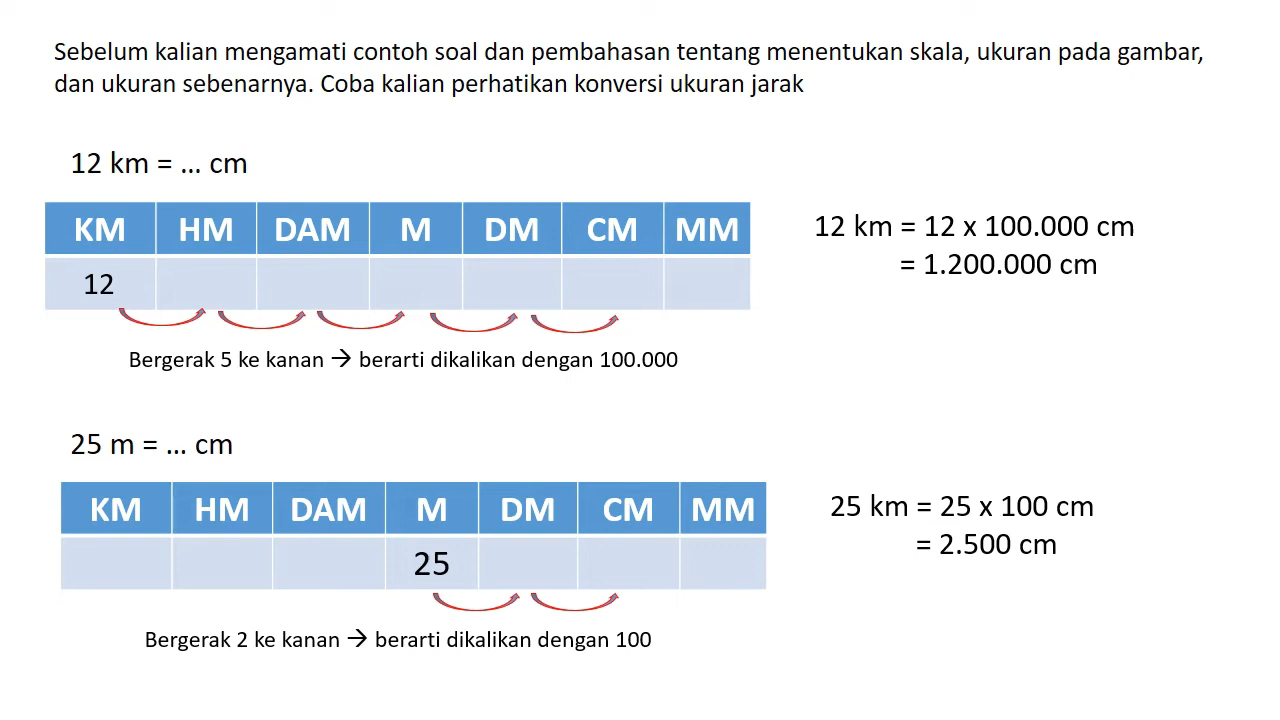 Sebelum kalian mengamati contoh soal dan pembahasan tentang menentukan skala, ukuran pada gambar,
dan ukuran sebenarnya. Coba kalian perhatikan konversi ukuran jarak
12 km = ... cm
KM HM DAM M DM CM MM
12
Bergerak 5 ke kanan → berarti dikalikan dengan 100.000
12 km = 12 x 100.000 cm
= 1.200.000 cm
25 m = ... cm
KM HM DAM M DM CM MM
25
Bergerak 2 ke kanan → berarti dikalikan dengan 100
25 km = 25 x 100 cm
= 2.500 cm